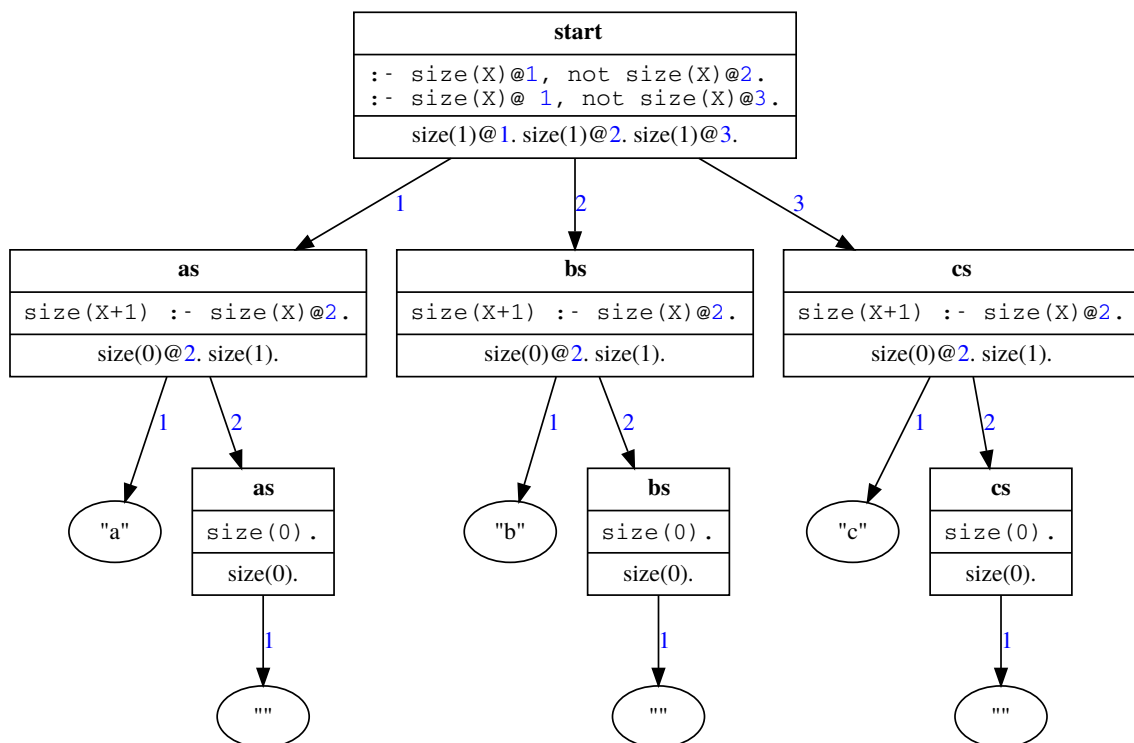 start
:- size(X)@1, not size(X)@2.
:- size(X)@ 1, not size(X)@3.
size(1)@1. size(1)@2. size(1)@3.
1
2
3
as
bs
cs
size(X+1) :- size(X)@2.
size(X+1) :- size(X)@2.
size(X+1) :- size(X)@2.
size(0)@2. size(1).
size(0)@2. size(1).
size(0)@2. size(1).
1
2
1
2
1
2
"a"
as
size(0).
size(0).
"b"
bs
size(0).
size(0).
"c"
cs
size(0).
size(0).
1
1
1
""
""
""